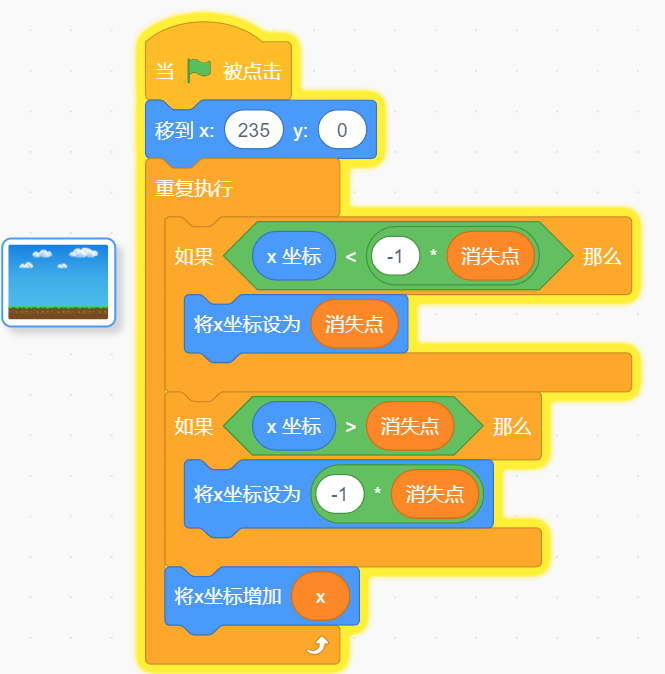 当 被点击
移到 x: 235 y: 0
重复执行
如果 x 坐标 < -1 * 消失点 那么
将x坐标设为 消失点
如果 x 坐标 > 消失点 那么
将x坐标设为 -1 * 消失点
将x坐标增加 x